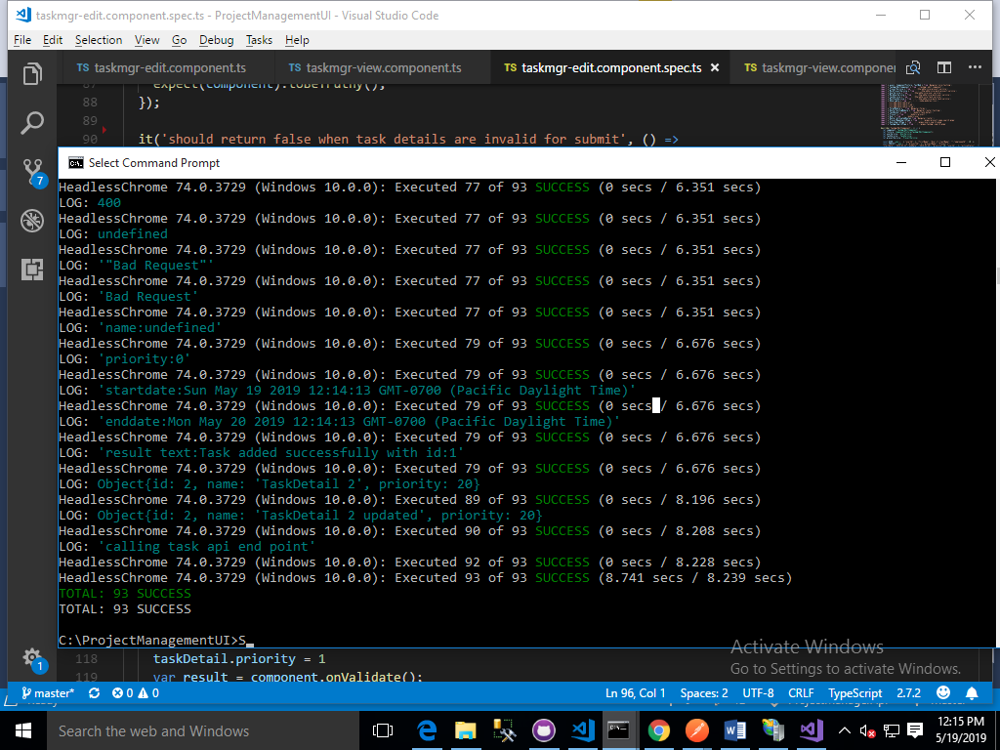 taskmgr-edit.component.spec.ts - ProjectManagementUI - Visual Studio Code
File Edit Selection View Go Debug Tasks Help
TS taskmgr-edit.component.ts TS taskmgr-view.component.ts TS taskmgr-edit.component.spec.ts TS taskmgr-view.componen
87 expect(component).toBeTruthy();
88 });
89
90 it('should return false when task details are invalid for submit', () =>
Select Command Prompt
HeadlessChrome 74.0.3729 (Windows 10.0.0): Executed 77 of 93 SUCCESS (0 secs / 6.351 secs)
LOG: 400
HeadlessChrome 74.0.3729 (Windows 10.0.0): Executed 77 of 93 SUCCESS (0 secs / 6.351 secs)
LOG: undefined
HeadlessChrome 74.0.3729 (Windows 10.0.0): Executed 77 of 93 SUCCESS (0 secs / 6.351 secs)
LOG: '"Bad Request"'
HeadlessChrome 74.0.3729 (Windows 10.0.0): Executed 77 of 93 SUCCESS (0 secs / 6.351 secs)
LOG: 'Bad Request'
HeadlessChrome 74.0.3729 (Windows 10.0.0): Executed 77 of 93 SUCCESS (0 secs / 6.351 secs)
LOG: 'name:undefined'
HeadlessChrome 74.0.3729 (Windows 10.0.0): Executed 79 of 93 SUCCESS (0 secs / 6.676 secs)
LOG: 'priority:0'
HeadlessChrome 74.0.3729 (Windows 10.0.0): Executed 79 of 93 SUCCESS (0 secs / 6.676 secs)
LOG: 'startdate:Sun May 19 2019 12:14:13 GMT-0700 (Pacific Daylight Time)'
HeadlessChrome 74.0.3729 (Windows 10.0.0): Executed 79 of 93 SUCCESS (0 secs / 6.676 secs)
LOG: 'enddate:Mon May 20 2019 12:14:13 GMT-0700 (Pacific Daylight Time)'
HeadlessChrome 74.0.3729 (Windows 10.0.0): Executed 79 of 93 SUCCESS (0 secs / 6.676 secs)
LOG: 'result text:Task added successfully with id:1'
HeadlessChrome 74.0.3729 (Windows 10.0.0): Executed 79 of 93 SUCCESS (0 secs / 6.676 secs)
LOG: Object{id: 2, name: 'TaskDetail 2', priority: 20}
HeadlessChrome 74.0.3729 (Windows 10.0.0): Executed 89 of 93 SUCCESS (0 secs / 8.196 secs)
LOG: Object{id: 2, name: 'TaskDetail 2 updated', priority: 20}
HeadlessChrome 74.0.3729 (Windows 10.0.0): Executed 90 of 93 SUCCESS (0 secs / 8.208 secs)
LOG: 'calling task api end point'
HeadlessChrome 74.0.3729 (Windows 10.0.0): Executed 92 of 93 SUCCESS (0 secs / 8.228 secs)
HeadlessChrome 74.0.3729 (Windows 10.0.0): Executed 93 of 93 SUCCESS (8.741 secs / 8.239 secs)
TOTAL: 93 SUCCESS
TOTAL: 93 SUCCESS
C:\ProjectManagementUI>S_
7
1
118 taskDetail.priority = 1
119 var result = component.onValidate();
Activate Windows
Go to Settings to activate Windows.
master* 0 0 Ln 96, Col 1 Spaces: 2 UTF-8 CRLF TypeScript 2.7.2
Search the web and Windows
12:15 PM
5/19/2019